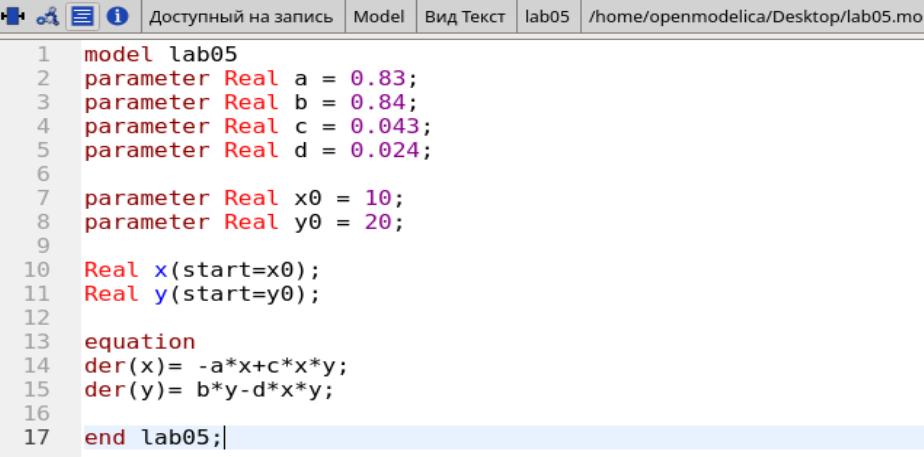 Доступный на запись Model Вид Текст lab05 /home/openmodelica/Desktop/lab05.mo
1 model lab05
2 parameter Real a = 0.83;
3 parameter Real b = 0.84;
4 parameter Real c = 0.043;
5 parameter Real d = 0.024;
6
7 parameter Real x0 = 10;
8 parameter Real y0 = 20;
9
10 Real x(start=x0);
11 Real y(start=y0);
12
13 equation
14 der(x)= -a*x+c*x*y;
15 der(y)= b*y-d*x*y;
16
17 end lab05;